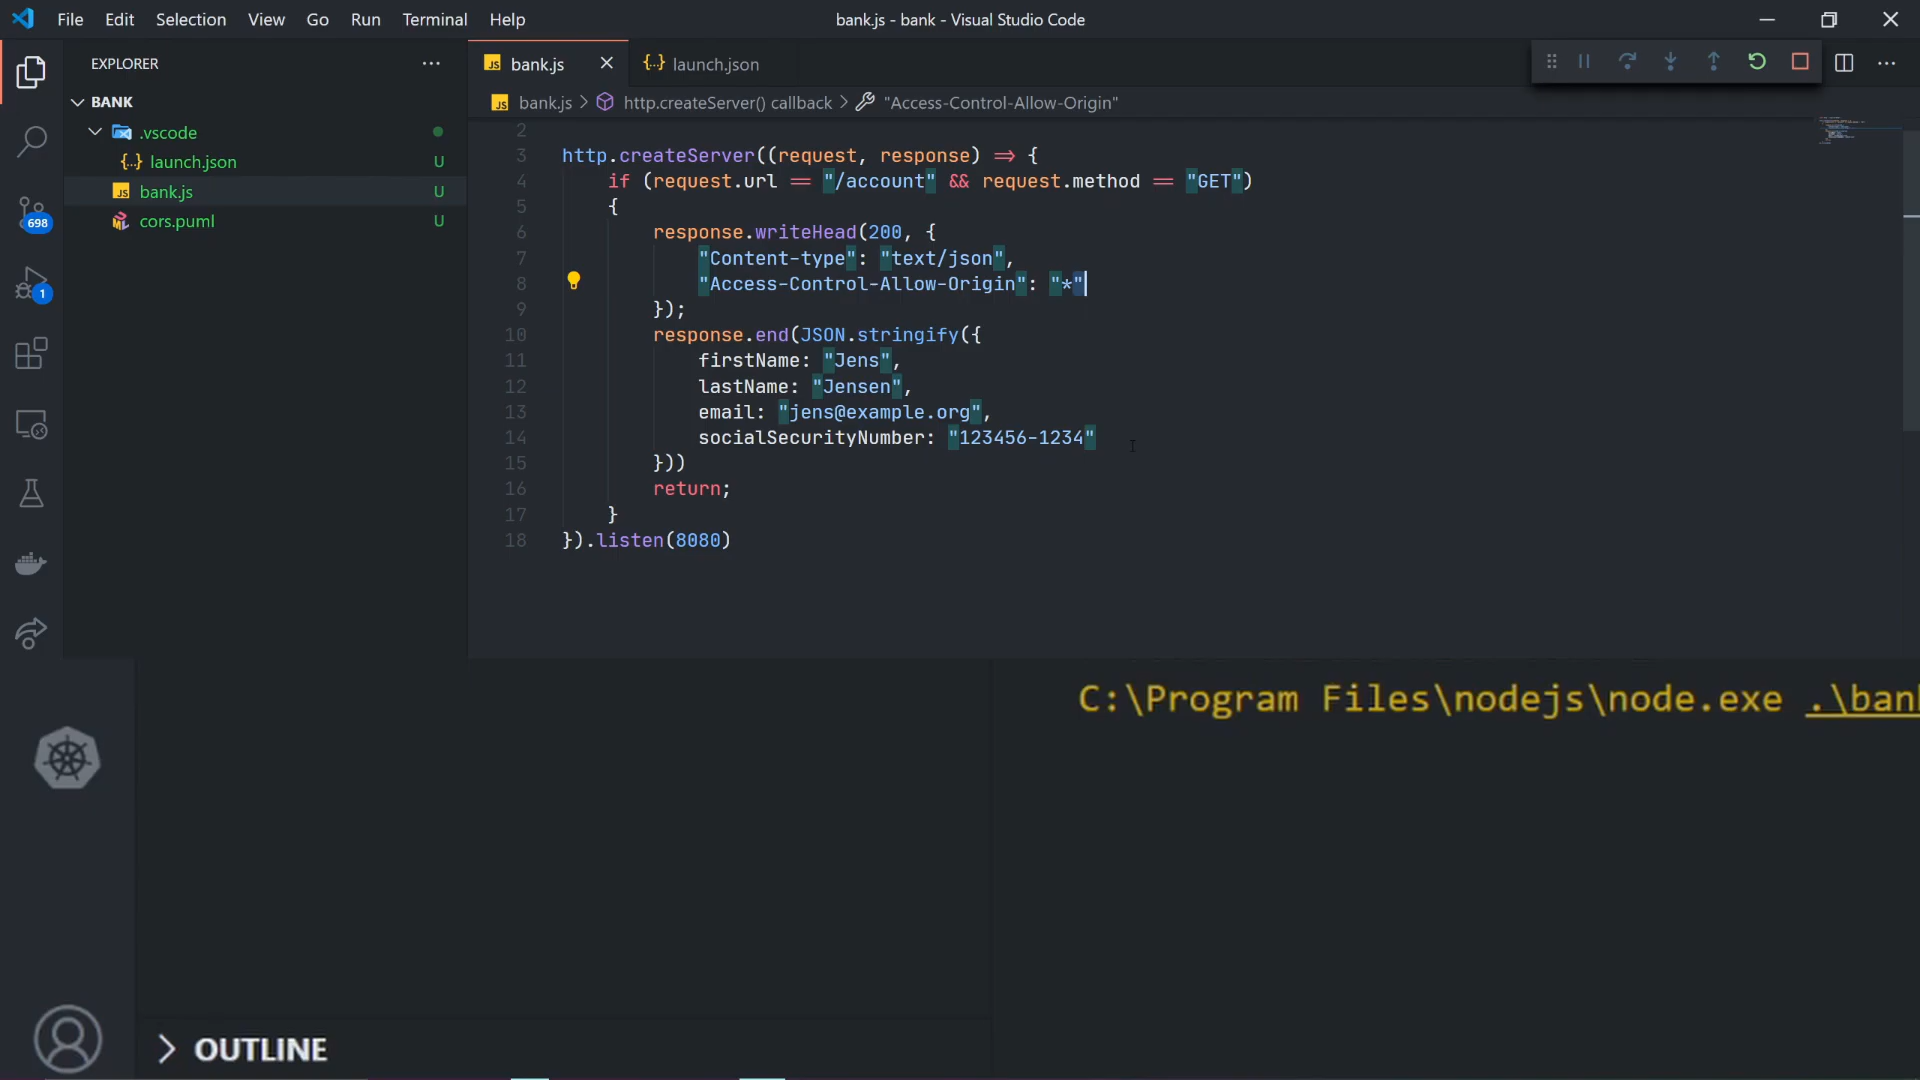 File Edit Selection View Go Run Terminal Help
bank.js - bank - Visual Studio Code
EXPLORER
BANK
.vscode
launch.json U
bank.js U
cors.puml U
698
1
bank.js
launch.json
bank.js > http.createServer() callback > "Access-Control-Allow-Origin"
2
3 http.createServer((request, response) => {
4 if (request.url == "/account" && request.method == "GET")
5 {
6 response.writeHead(200, {
7 "Content-type": "text/json",
8 "Access-Control-Allow-Origin": "*"
9 });
10 response.end(JSON.stringify({
11 firstName: "Jens",
12 lastName: "Jensen",
13 email: "jens@example.org",
14 socialSecurityNumber: "123456-1234"
15 }))
16 return;
17 }
18 }).listen(8080)
C:\Program Files\nodejs\node.exe .\bank
OUTLINE